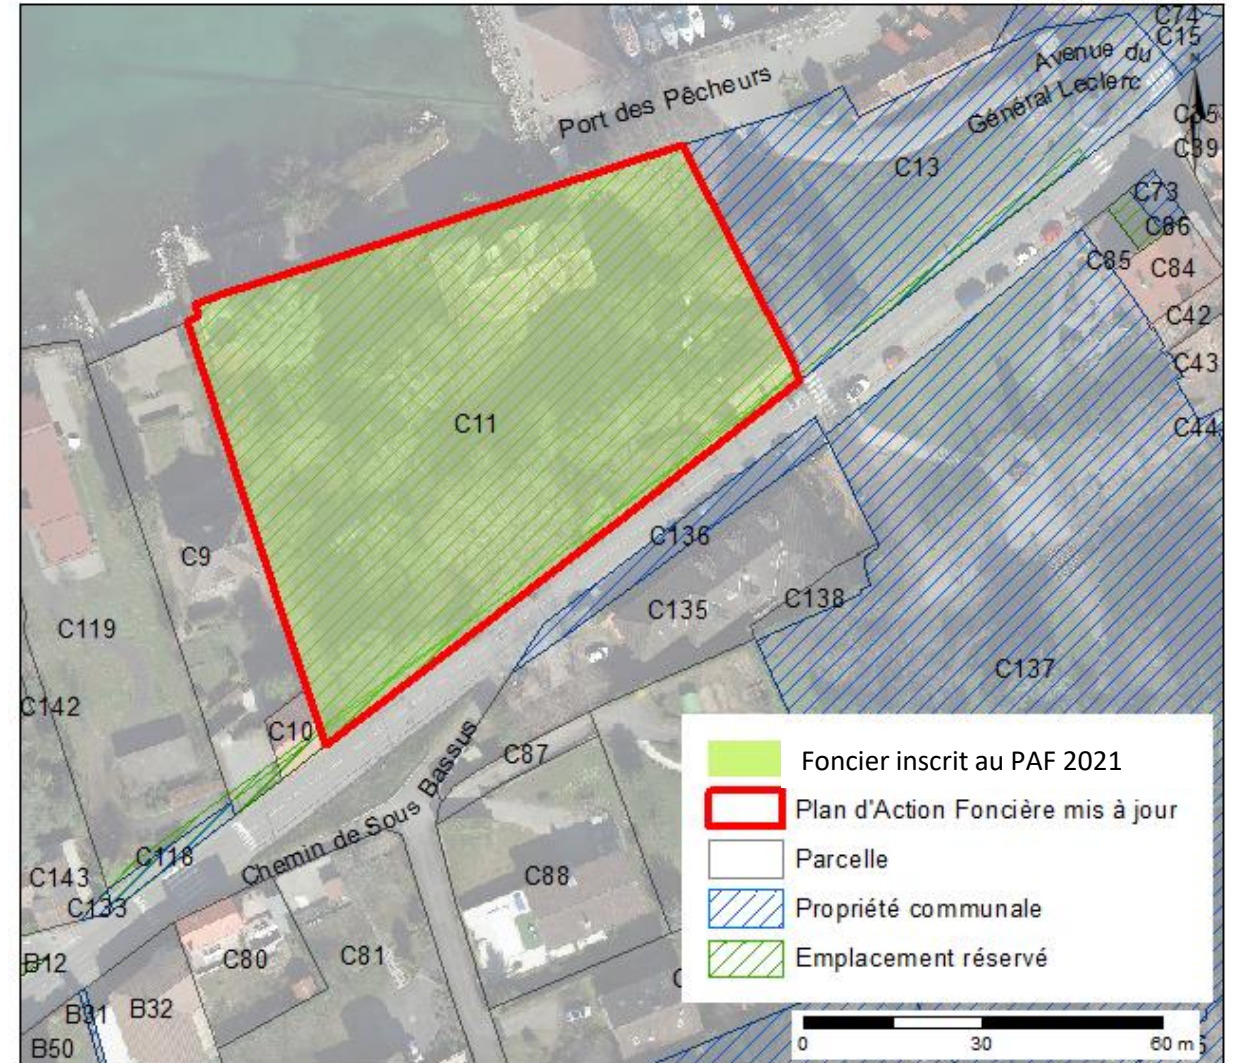 C74
C15
Avenue du
Général Leclerc
N
Port des Pêcheurs
C39
C13
C73
C86
C85
C84
C42
C43
C44
C11
C136
C9
C135
C138
C119
C137
C142
C10
C87
Chemin de Sous Bassus
C118
C143
C133
C88
B12
C80
C81
B31
B32
B50
Foncier inscrit au PAF 2021
Plan d'Action Foncière mis à jour
Parcelle
Propriété communale
Emplacement réservé
0 30 60 m